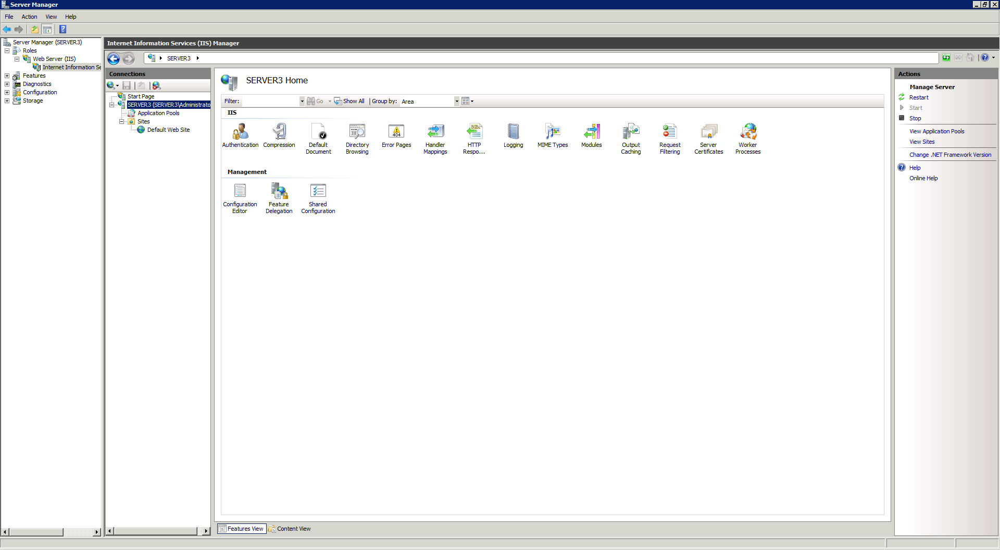 Server Manager
File Action View Help
Server Manager (SERVER3)
Roles
Web Server (IIS)
Internet Information Se
Features
Diagnostics
Configuration
Storage
Internet Information Services (IIS) Manager
SERVER3
Connections
Start Page
SERVER3 (SERVER3\Administrato
Application Pools
Sites
Default Web Site
SERVER3 Home
Filter: Go Show All Group by: Area
IIS
Authentication
Compression
Default
Document
Directory
Browsing
Error Pages
404
Handler
Mappings
HTTP
Respo...
Logging
MIME Types
Modules
Output
Caching
Request
Filtering
Server
Certificates
Worker
Processes
Management
Configuration
Editor
Feature
Delegation
Shared
Configuration
Features View
Content View
Actions
Manage Server
Restart
Start
Stop
View Application Pools
View Sites
Change .NET Framework Version
Help
Online Help